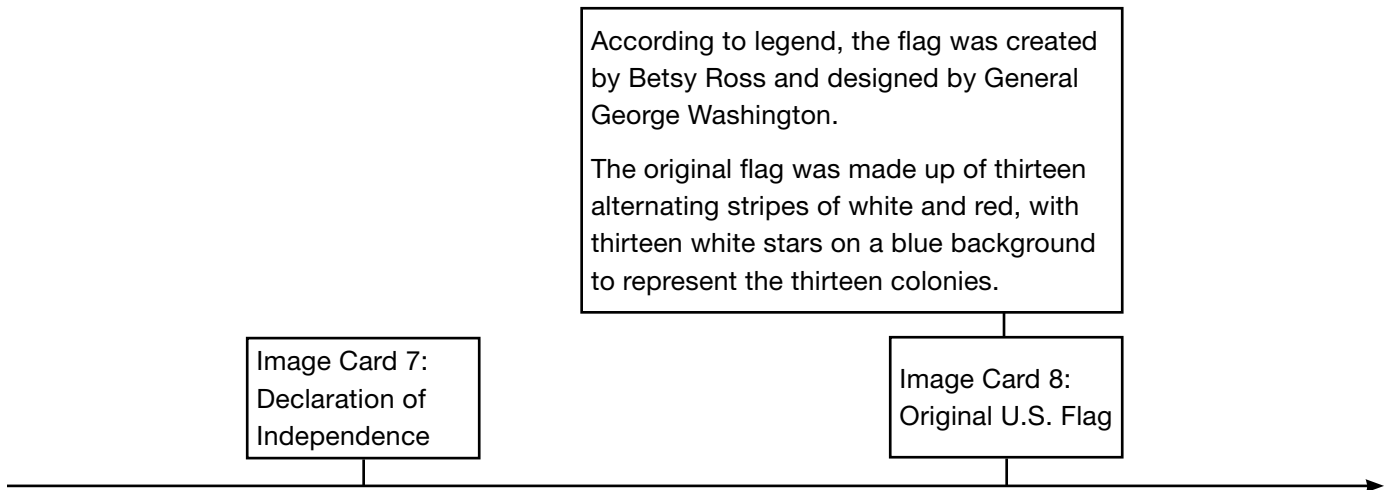 According to legend, the flag was created
by Betsy Ross and designed by General
George Washington.
The original flag was made up of thirteen
alternating stripes of white and red, with
thirteen white stars on a blue background
to represent the thirteen colonies.
Image Card 7:
Declaration of
Independence
Image Card 8:
Original U.S. Flag